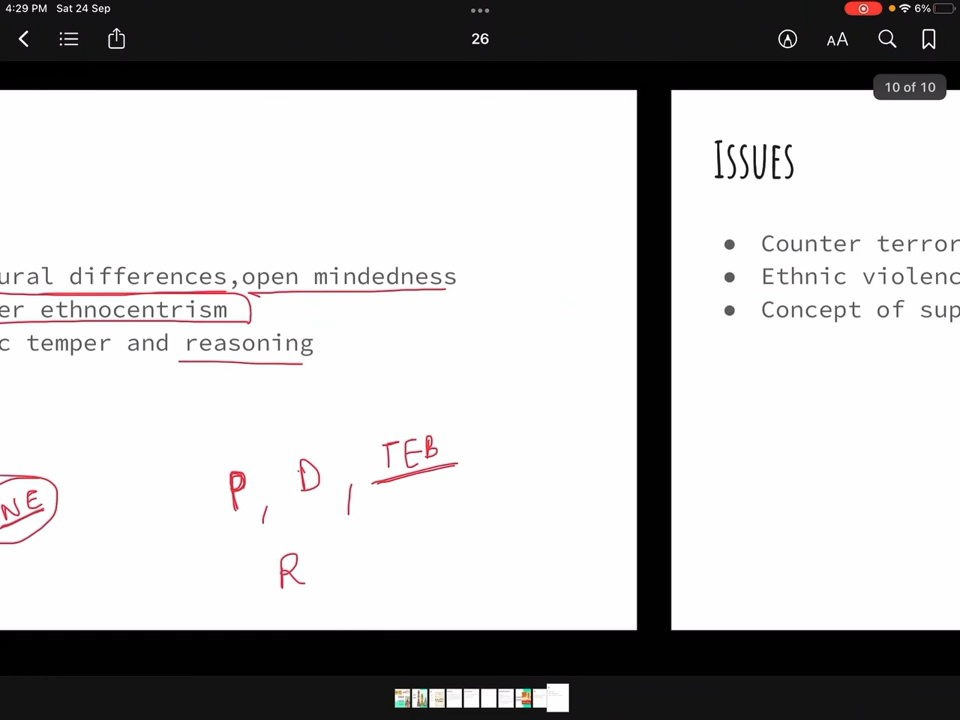 4:29 PM Sat 24 Sep
6%
26
AA
10 of 10
ural differences,open mindedness
er ethnocentrism
c temper and reasoning
NE
P, D, TEB
R
Issues
Counter terror
Ethnic violenc
Concept of sup